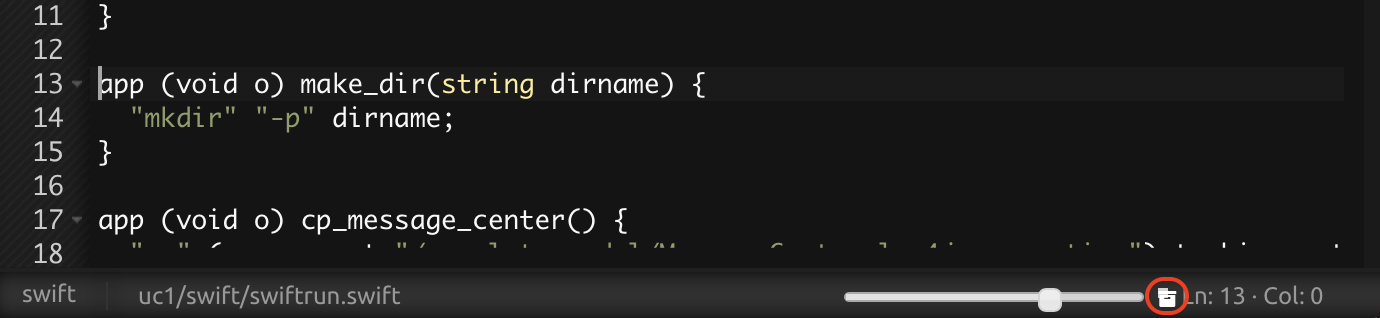 11 }
12
13 app (void o) make_dir(string dirname) {
14 "mkdir" "-p" dirname;
15 }
16
17 app (void o) cp_message_center() {
18
swift uc1/swift/swiftrun.swift Ln: 13 · Col: 0